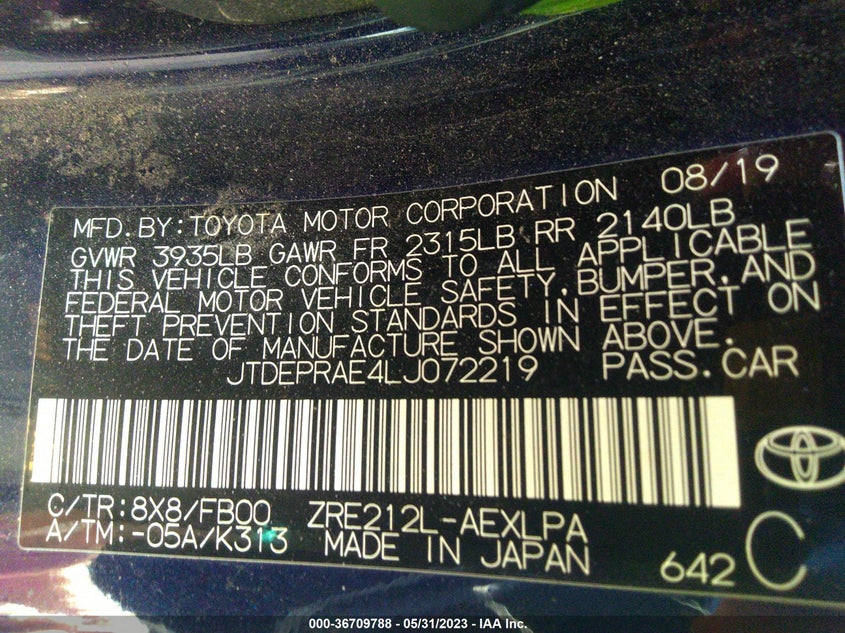 MFD.BY:TOYOTA MOTOR CORPORATION 08/19
GVWR 3935LB GAWR FR 2315LB RR 2140LB
THIS VEHICLE CONFORMS TO ALL APPLICABLE
FEDERAL MOTOR VEHICLE SAFETY,BUMPER,AND
THEFT PREVENTION STANDARDS IN EFFECT ON
THE DATE OF MANUFACTURE SHOWN ABOVE.
JTDEPRAE4LJ072219 PASS.CAR
C/TR:8X8/FB00 ZRE212L-AEXLPA
A/TM:-05A/K313 MADE IN JAPAN
642 C
000-36709788 - 05/31/2023 - IAA Inc.